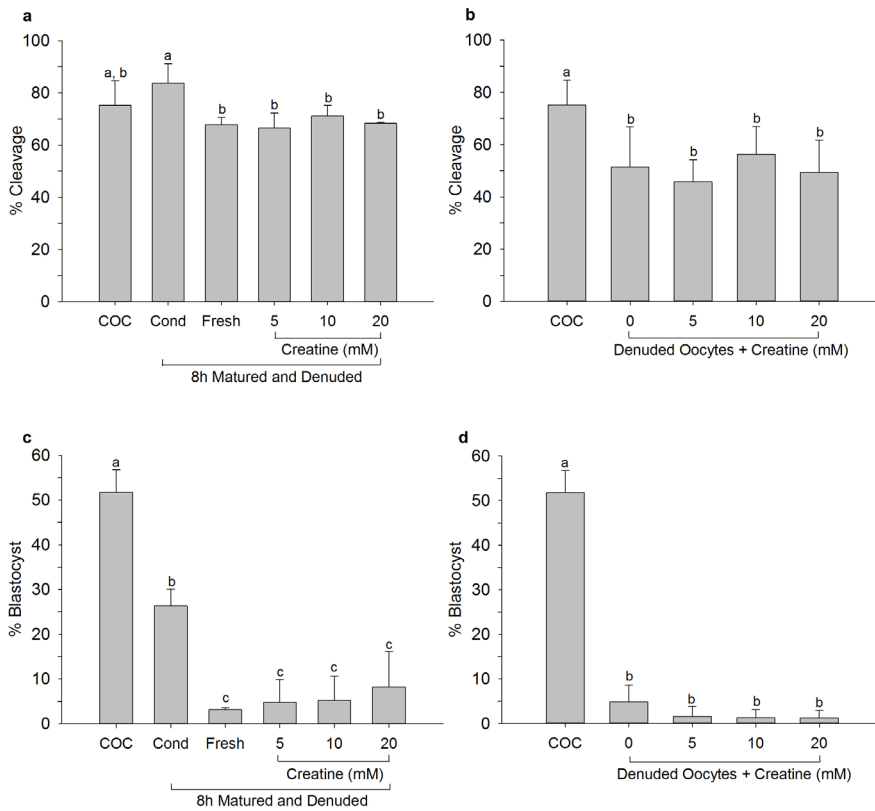 a
100
80
60
40
20
0
% Cleavage
a, b
a
b
b
b
b
COC Cond Fresh 5 10 20
Creatine (mM)
8h Matured and Denuded
b
100
80
60
40
20
0
% Cleavage
a
b
b
b
b
COC 0 5 10 20
Denuded Oocytes + Creatine (mM)
c
60
50
40
30
20
10
0
% Blastocyst
a
b
c
c
c
c
COC Cond Fresh 5 10 20
Creatine (mM)
8h Matured and Denuded
d
60
50
40
30
20
10
0
% Blastocyst
a
b
b
b
b
COC 0 5 10 20
Denuded Oocytes + Creatine (mM)